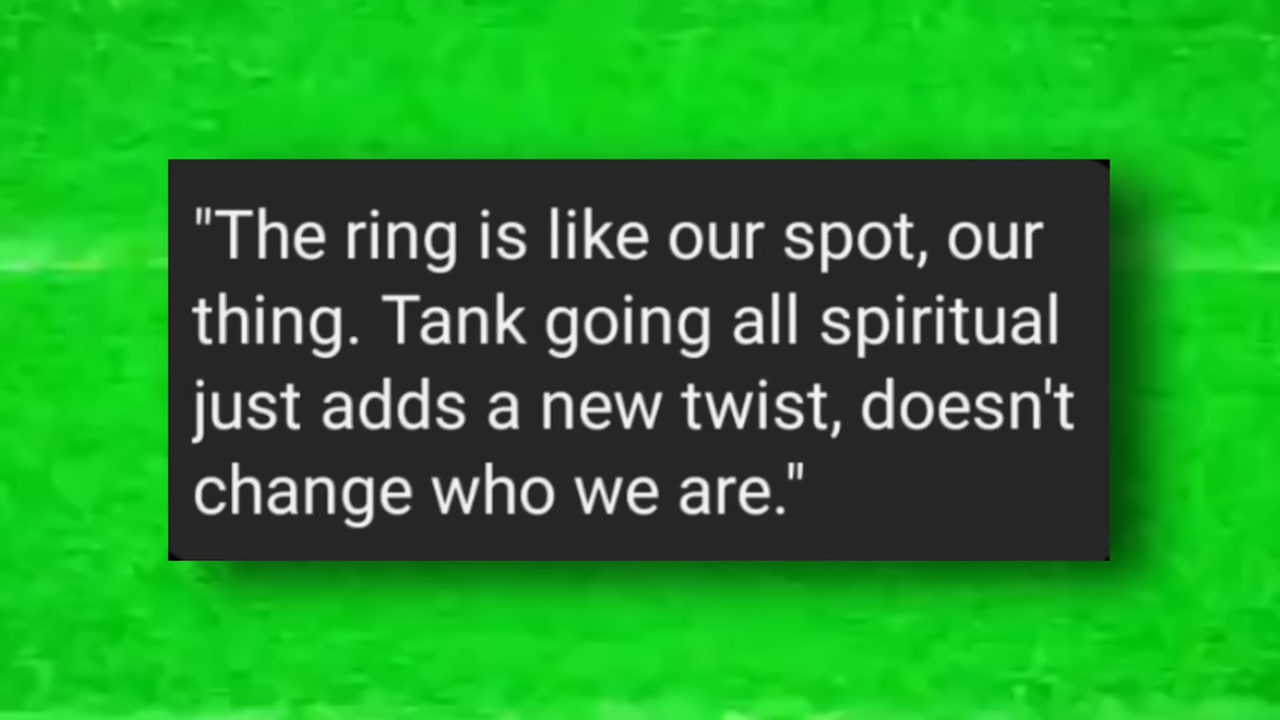 "The ring is like our spot, our
thing. Tank going all spiritual
just adds a new twist, doesn't
change who we are."